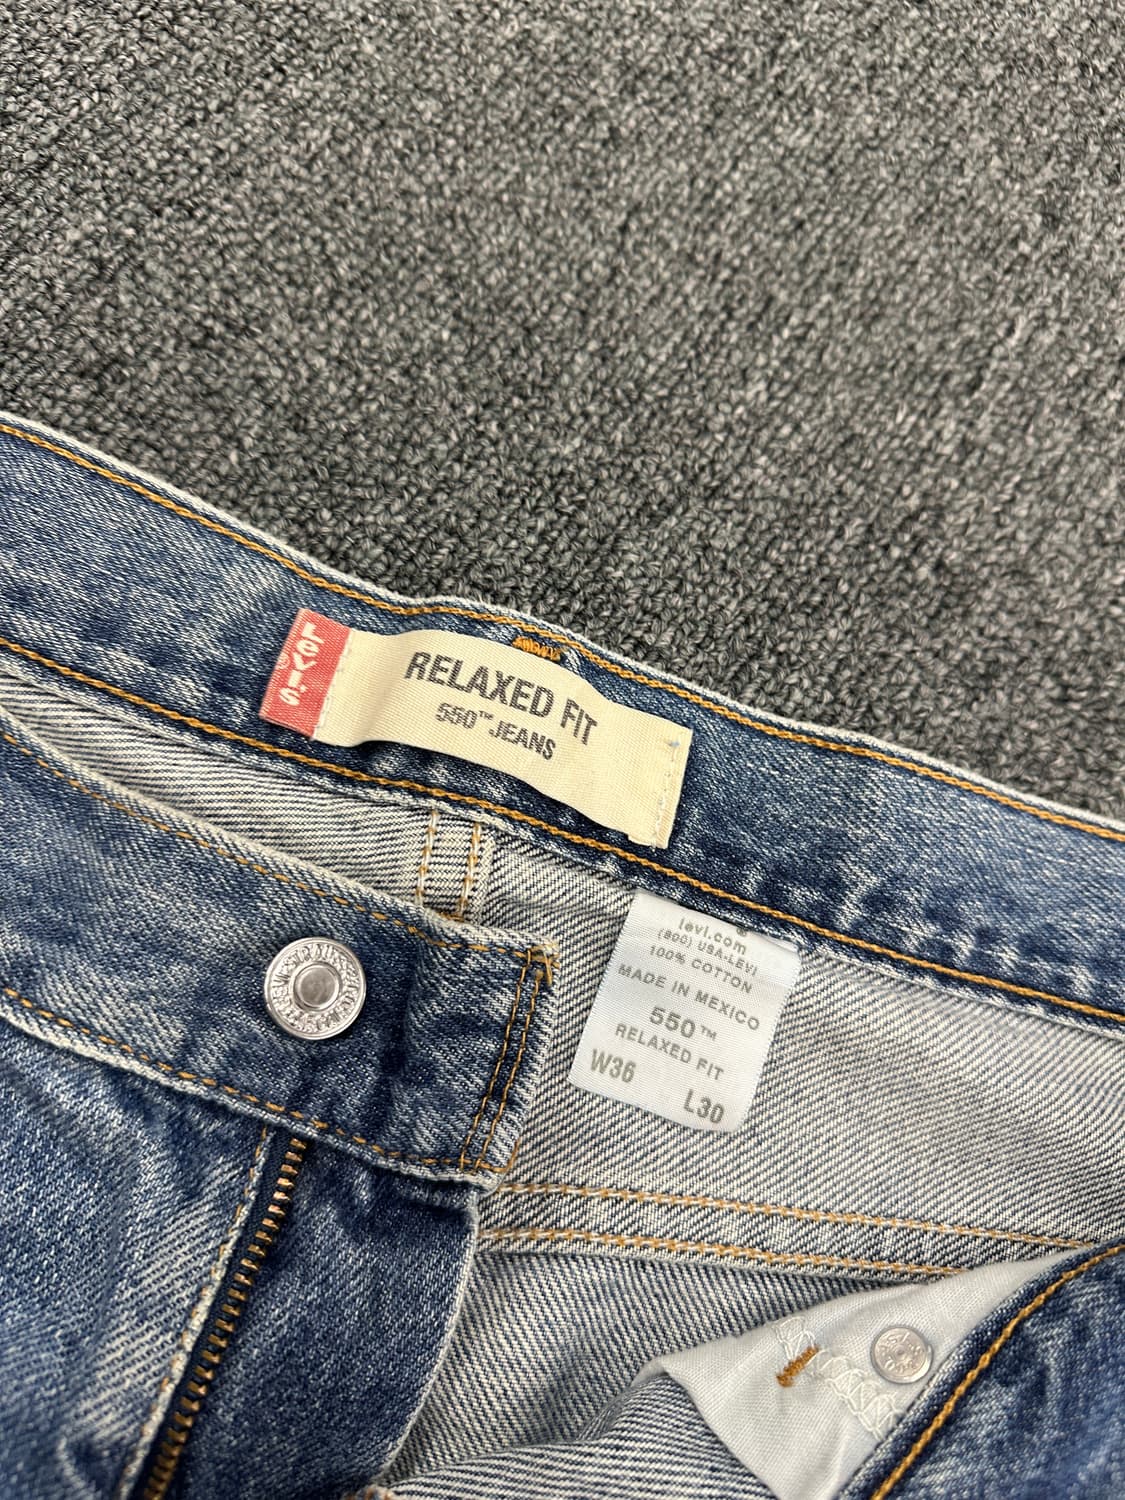 Levi's®
RELAXED FIT
550™ JEANS
levi.com
(800) USA-LEVI
100% COTTON
MADE IN MEXICO
550™
RELAXED FIT
W36
L30